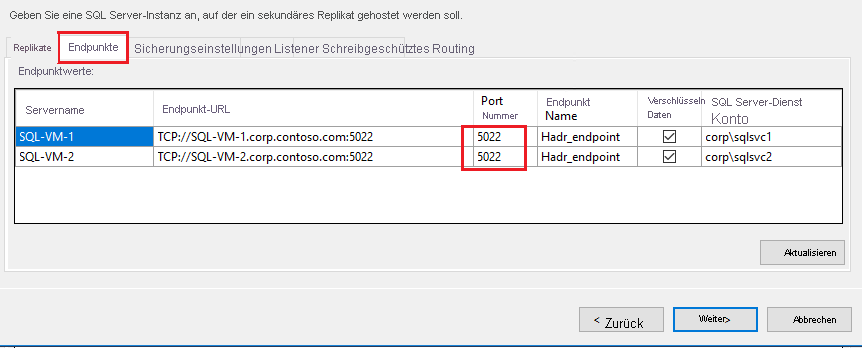 Geben Sie eine SQL Server-Instanz an, auf der ein sekundäres Replikat gehostet werden soll.
Replikate Endpunkte Sicherungseinstellungen Listener Schreibgeschütztes Routing
Endpunktwerte:
Servername Endpunkt-URL Port Nummer Endpunkt Name Verschlüsseln Daten SQL Server-Dienst Konto
SQL-VM-1 TCP://SQL-VM-1.corp.contoso.com:5022 5022 Hadr_endpoint corp\sqlsvc1
SQL-VM-2 TCP://SQL-VM-2.corp.contoso.com:5022 5022 Hadr_endpoint corp\sqlsvc2
Aktualisieren
< Zurück Weiter> Abbrechen